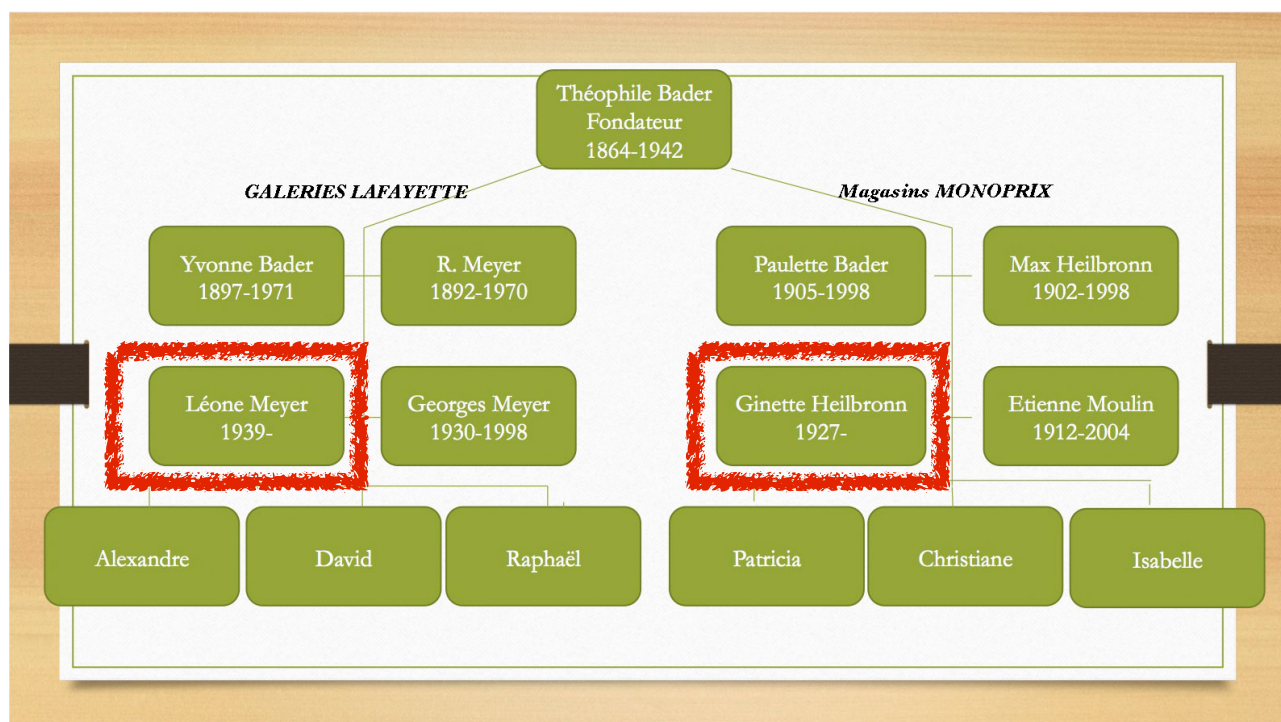 Théophile Bader
Fondateur
1864-1942
GALERIES LAFAYETTE
Magasins MONOPRIX
Yvonne Bader
1897-1971
R. Meyer
1892-1970
Paulette Bader
1905-1998
Max Heilbronn
1902-1998
Léone Meyer
1939-
Georges Meyer
1930-1998
Ginette Heilbronn
1927-
Etienne Moulin
1912-2004
Alexandre
David
Raphaël
Patricia
Christiane
Isabelle